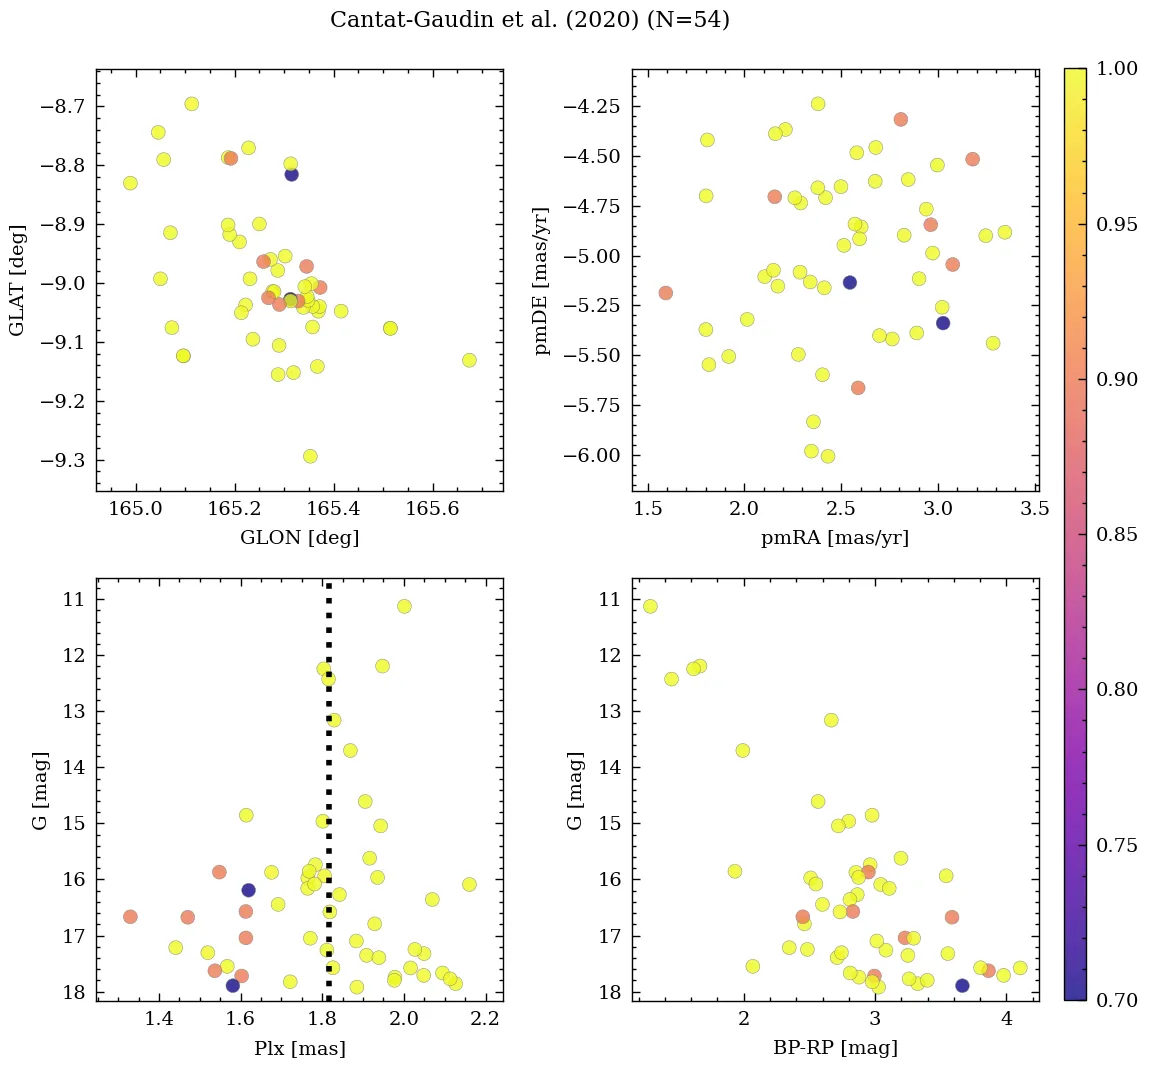 Cantat-Gaudin et al. (2020) (N=54)
−8.7
−8.8
−8.9
−9.0
−9.1
−9.2
−9.3
GLAT [deg]
165.0 165.2 165.4 165.6
GLON [deg]
−4.25
−4.50
−4.75
−5.00
−5.25
−5.50
−5.75
−6.00
pmDE [mas/yr]
1.5 2.0 2.5 3.0 3.5
pmRA [mas/yr]
11
12
13
14
15
16
17
18
G [mag]
1.4 1.6 1.8 2.0 2.2
Plx [mas]
11
12
13
14
15
16
17
18
G [mag]
2 3 4
BP-RP [mag]
1.00
0.95
0.90
0.85
0.80
0.75
0.70